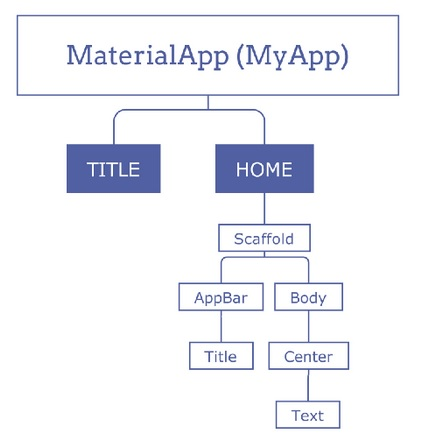 MaterialApp (MyApp)
TITLE
HOME
Scaffold
AppBar
Body
Title
Center
Text